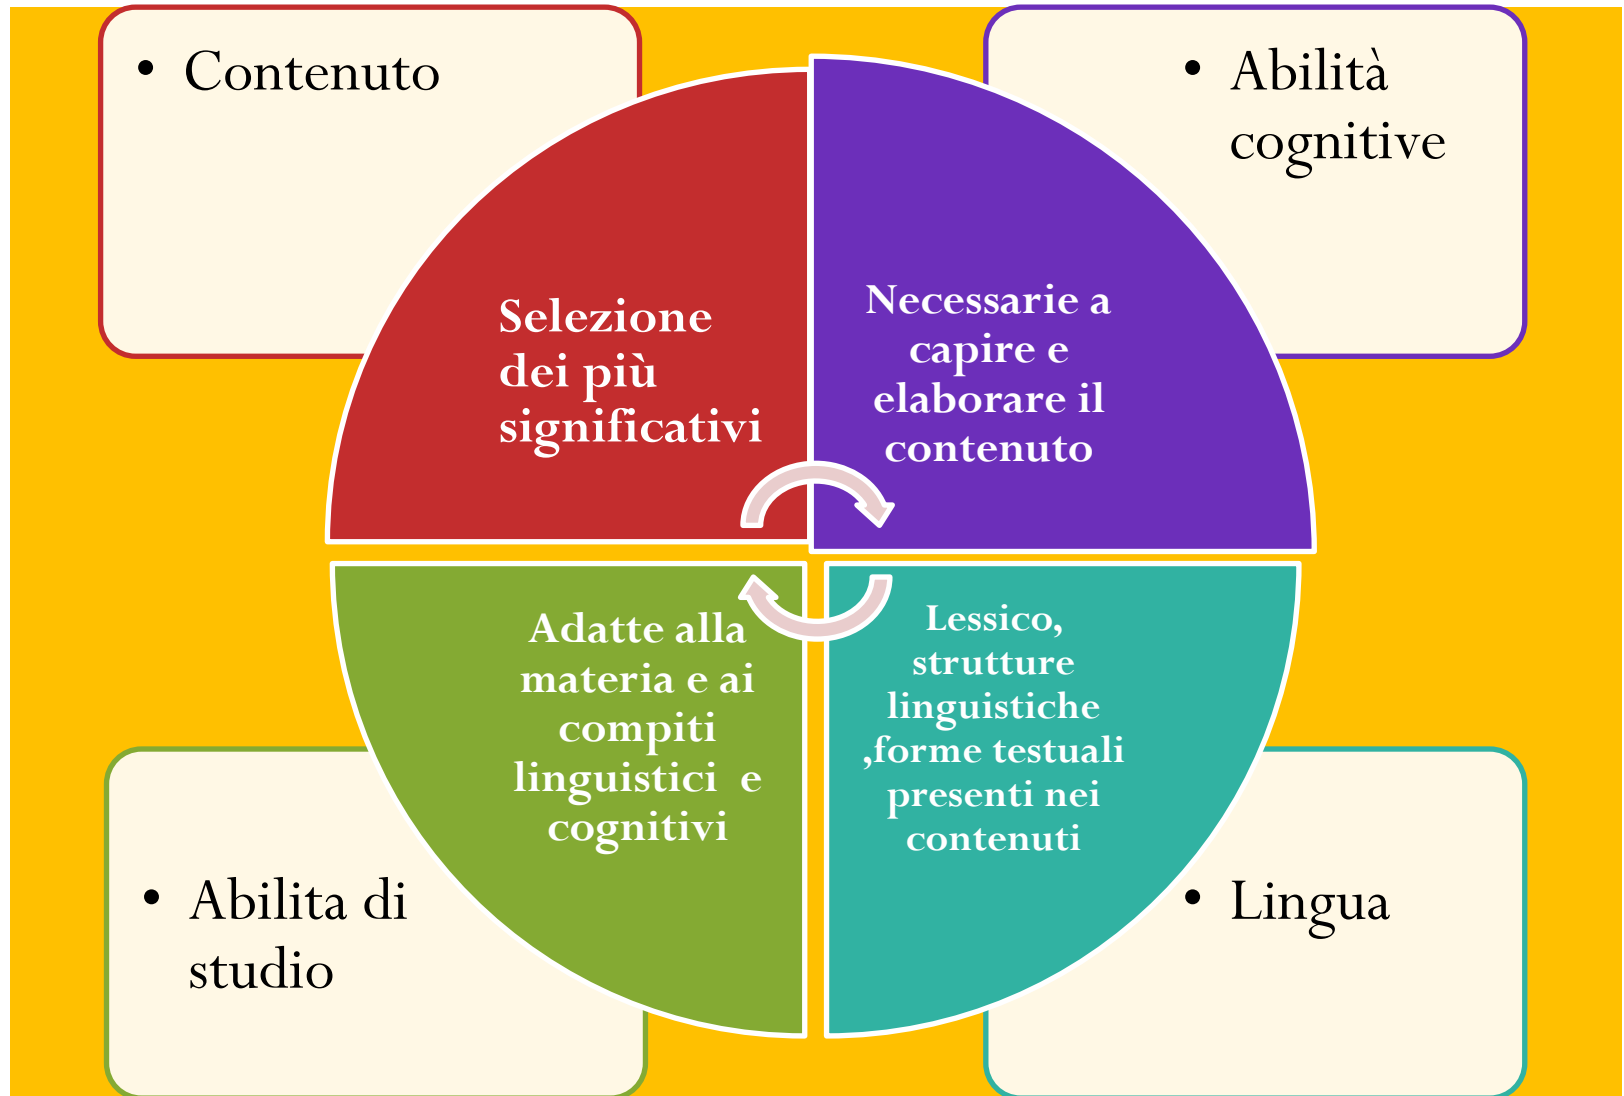 • Contenuto
Selezione
dei più
significativi
• Abilità
cognitive
Necessarie a
capire e
elaborare il
contenuto
Adatte alla
materia e ai
compiti
linguistici  e
cognitivi
• Abilita di
studio
Lessico,
strutture
linguistiche
,forme testuali
presenti nei
contenuti
• Lingua